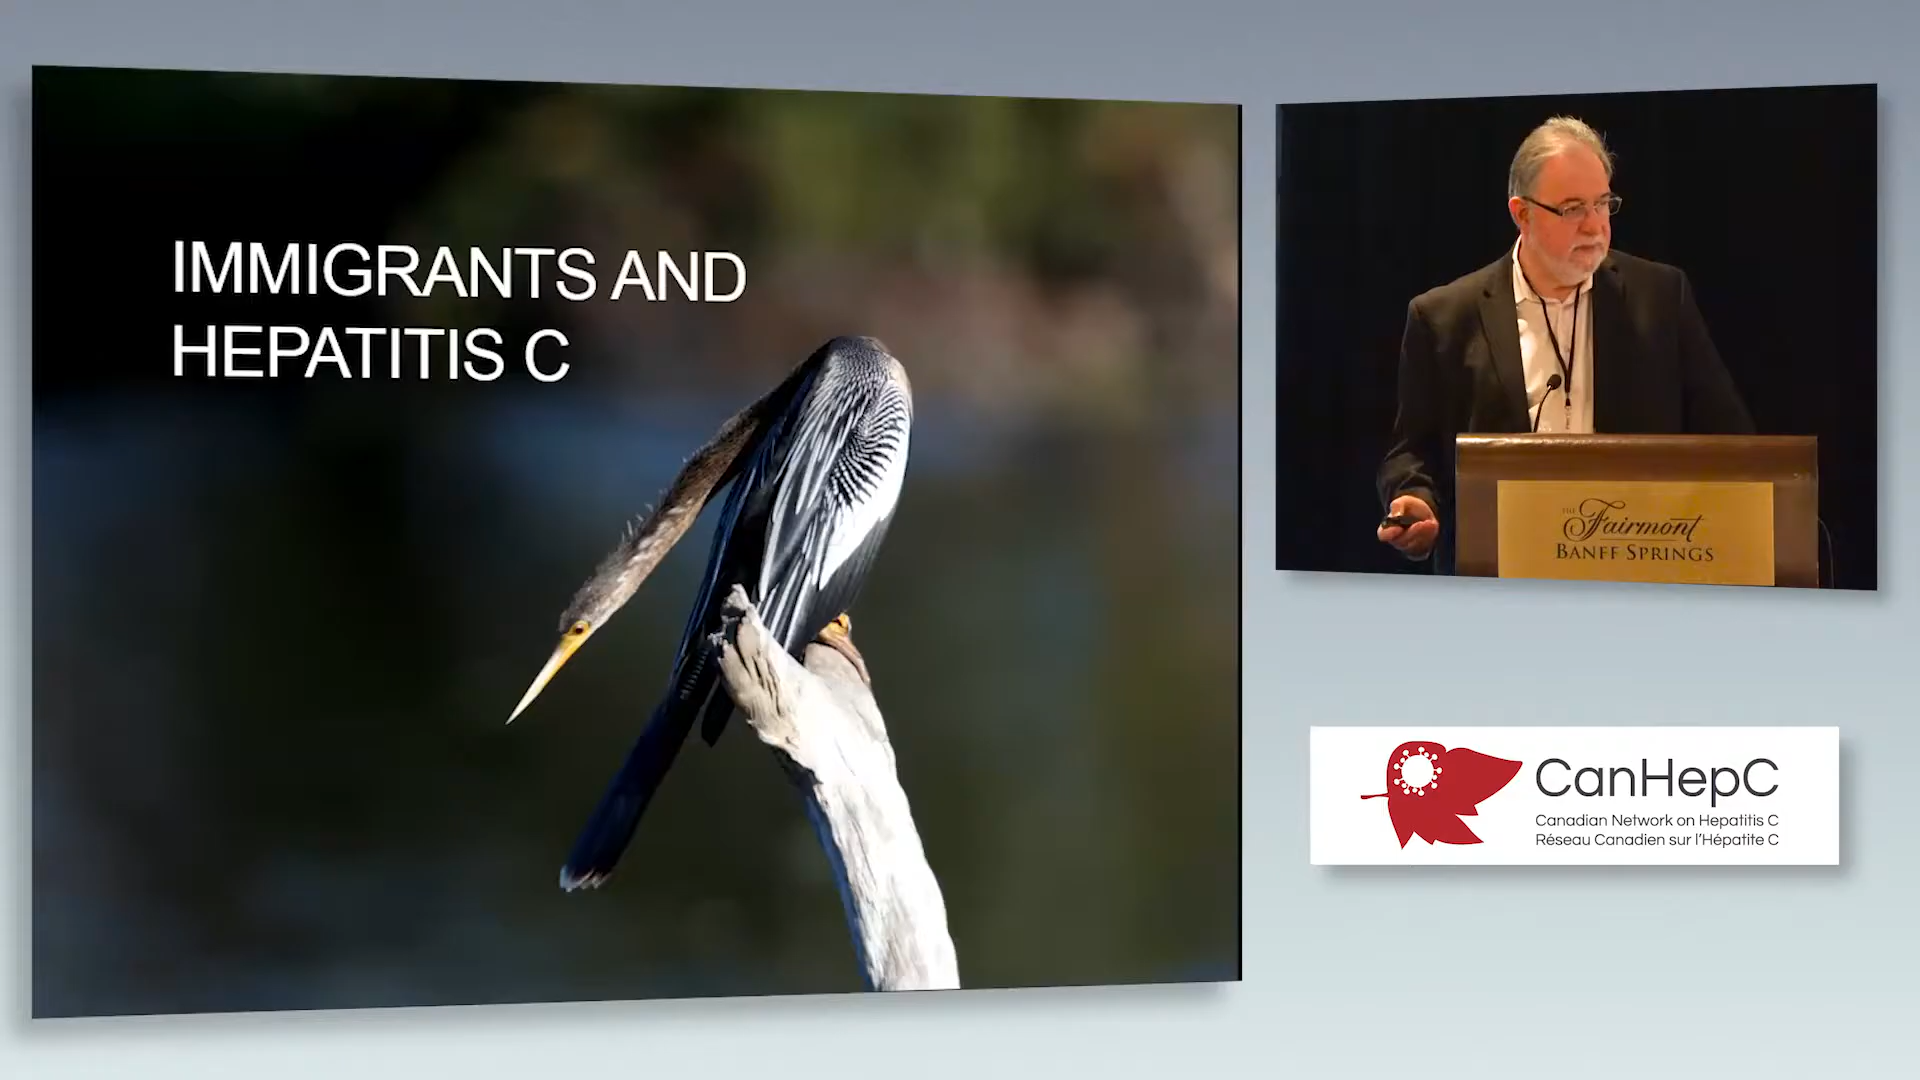 IMMIGRANTS AND
HEPATITIS C
THE
Fairmont
BANFF SPRINGS
CanHepC
Canadian Network on Hepatitis C
Réseau Canadien sur l'Hépatite C